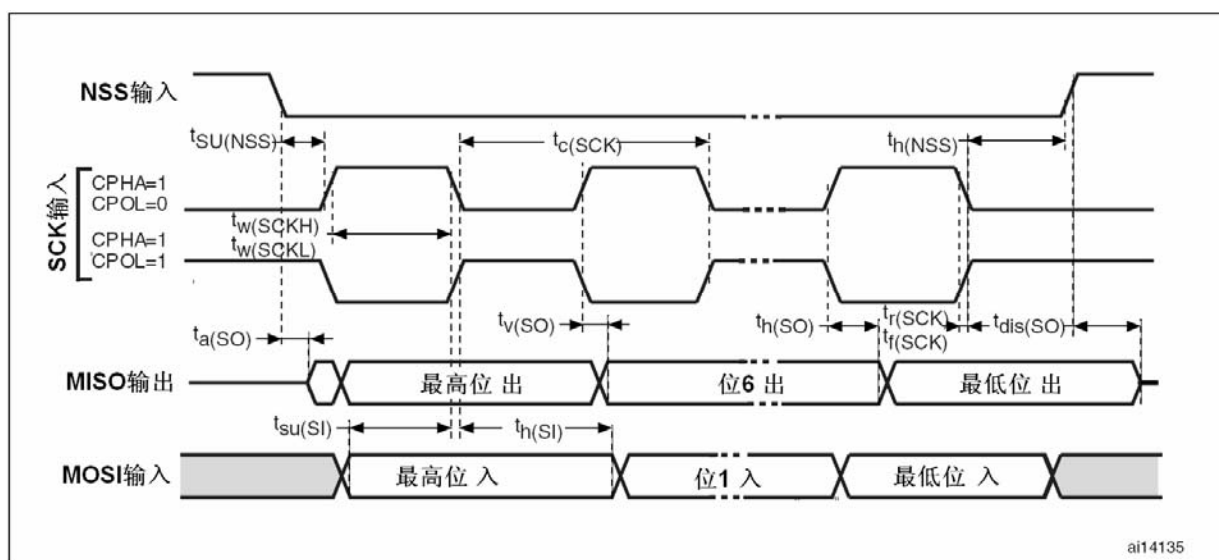 NSS输入
tSU(NSS)
tc(SCK)
th(NSS)
SCK输入
CPHA=1
CPOL=0
tw(SCKH)
tw(SCKL)
CPHA=1
CPOL=1
ta(SO)
tv(SO)
th(SO)
tr(SCK)
tf(SCK)
tdis(SO)
MISO输出
最高位 出
位6 出
最低位 出
tsu(SI)
th(SI)
MOSI输入
最高位 入
位1 入
最低位 入
ai14135